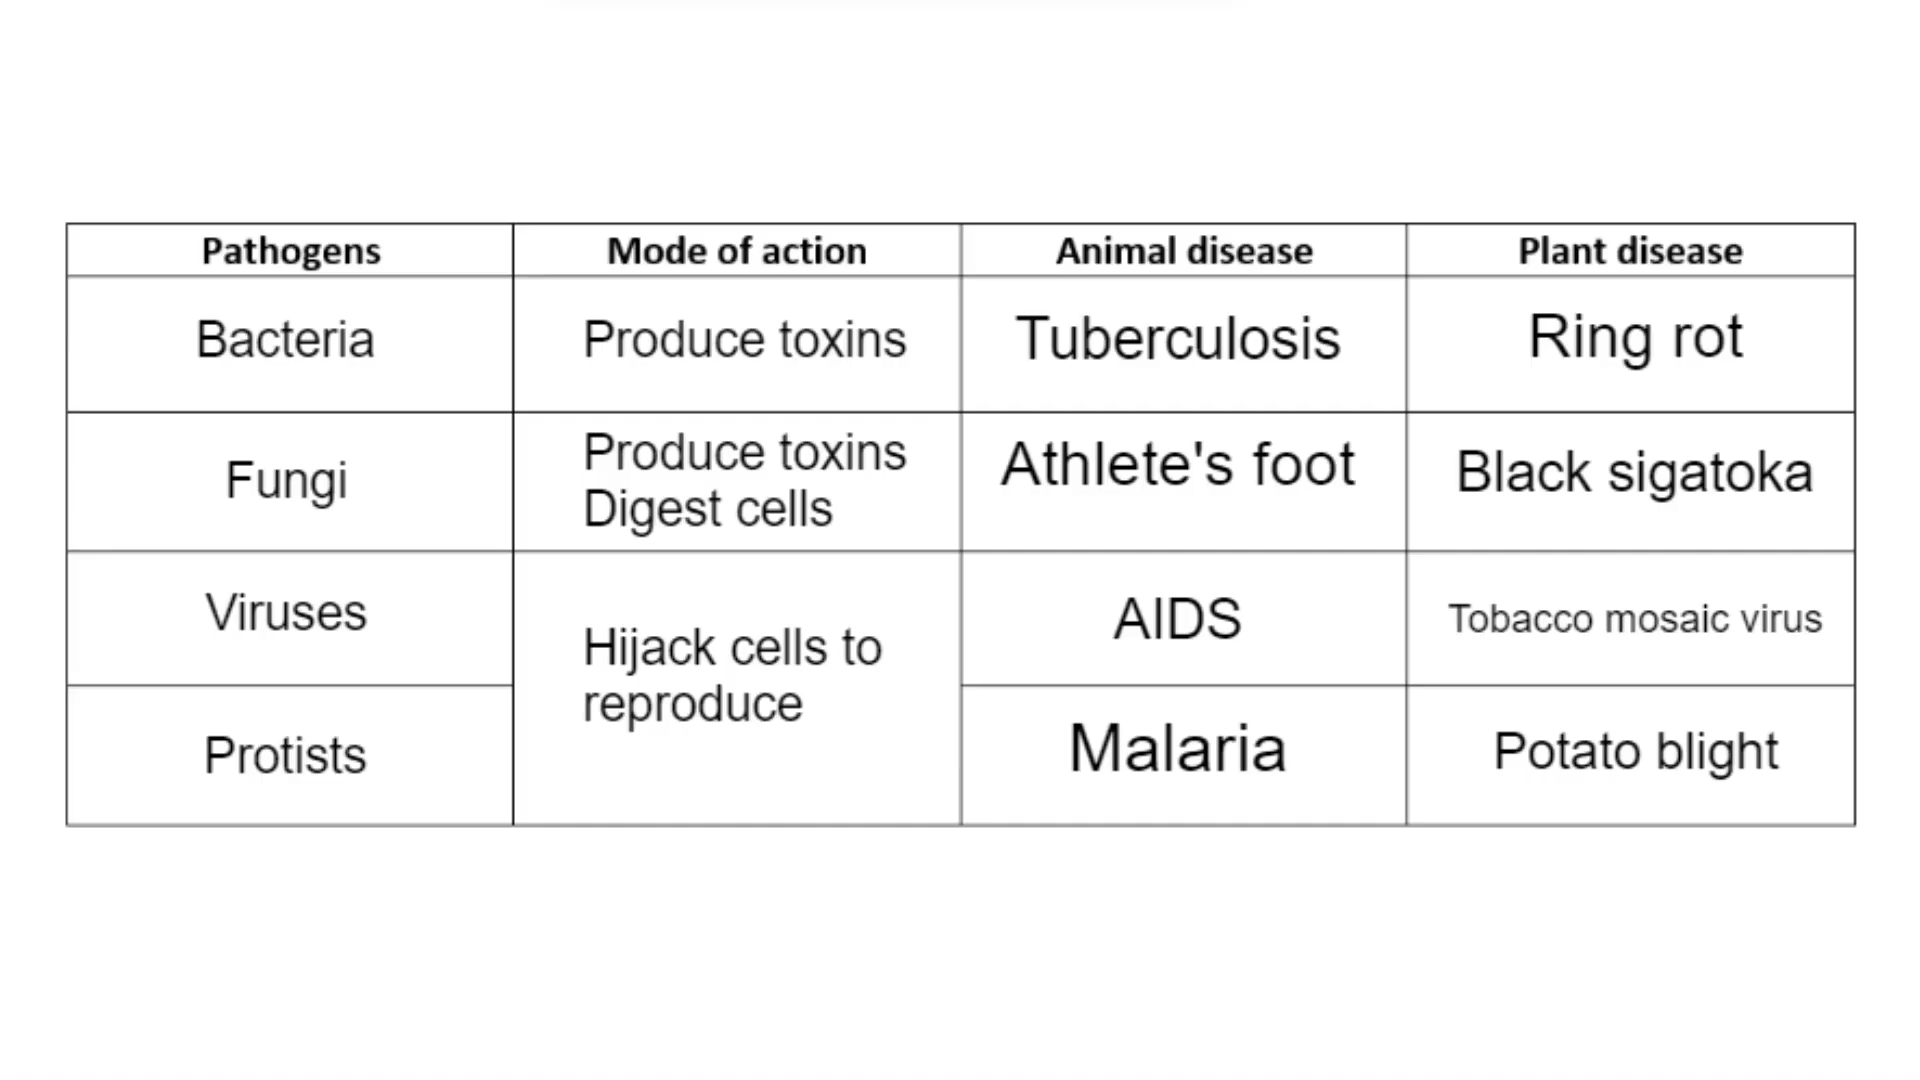 Pathogens Mode of action Animal disease Plant disease
Bacteria Produce toxins Tuberculosis Ring rot
Fungi Produce toxins Athlete's foot Black sigatoka
Digest cells
Viruses AIDS Tobacco mosaic virus
Hijack cells to
reproduce
Protists Malaria Potato blight